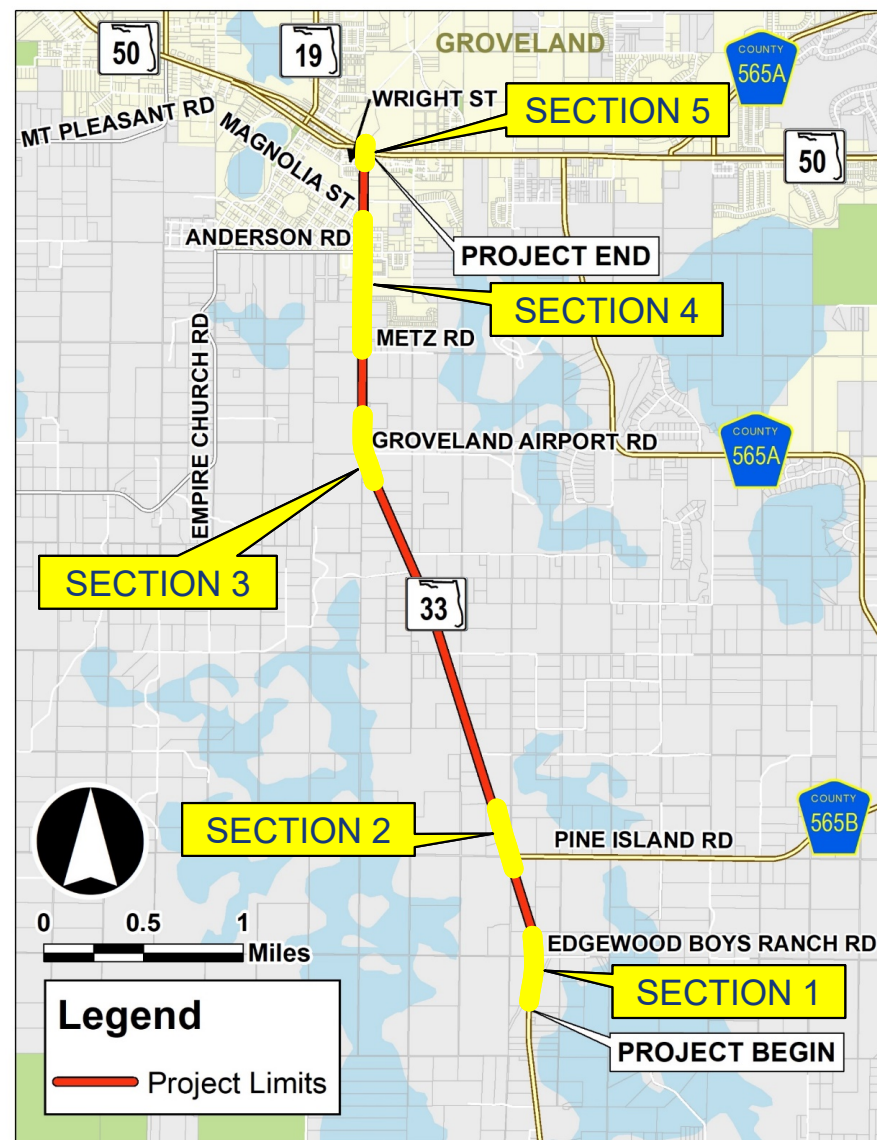 50
19
GROVELAND
COUNTY
565A
WRIGHT ST
SECTION 5
MT PLEASANT RD
MAGNOLIA ST
50
ANDERSON RD
PROJECT END
SECTION 4
METZ RD
EMPIRE CHURCH RD
GROVELAND AIRPORT RD
COUNTY
565A
SECTION 3
33
COUNTY
565B
SECTION 2
PINE ISLAND RD
0 0.5 1
Miles
EDGEWOOD BOYS RANCH RD
SECTION 1
Legend
PROJECT BEGIN
Project Limits